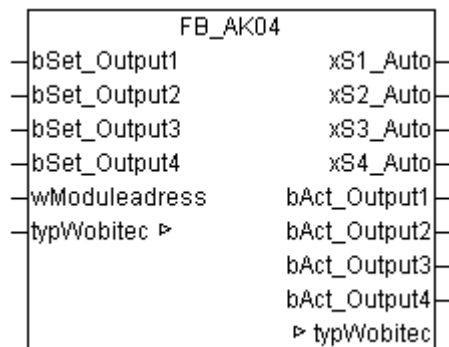 FB_AK04
bSet_Output1 xS1_Auto
bSet_Output2 xS2_Auto
bSet_Output3 xS3_Auto
bSet_Output4 xS4_Auto
wModuleadress bAct_Output1
typWobitec ▹ bAct_Output2
bAct_Output3
bAct_Output4
▹ typWobitec